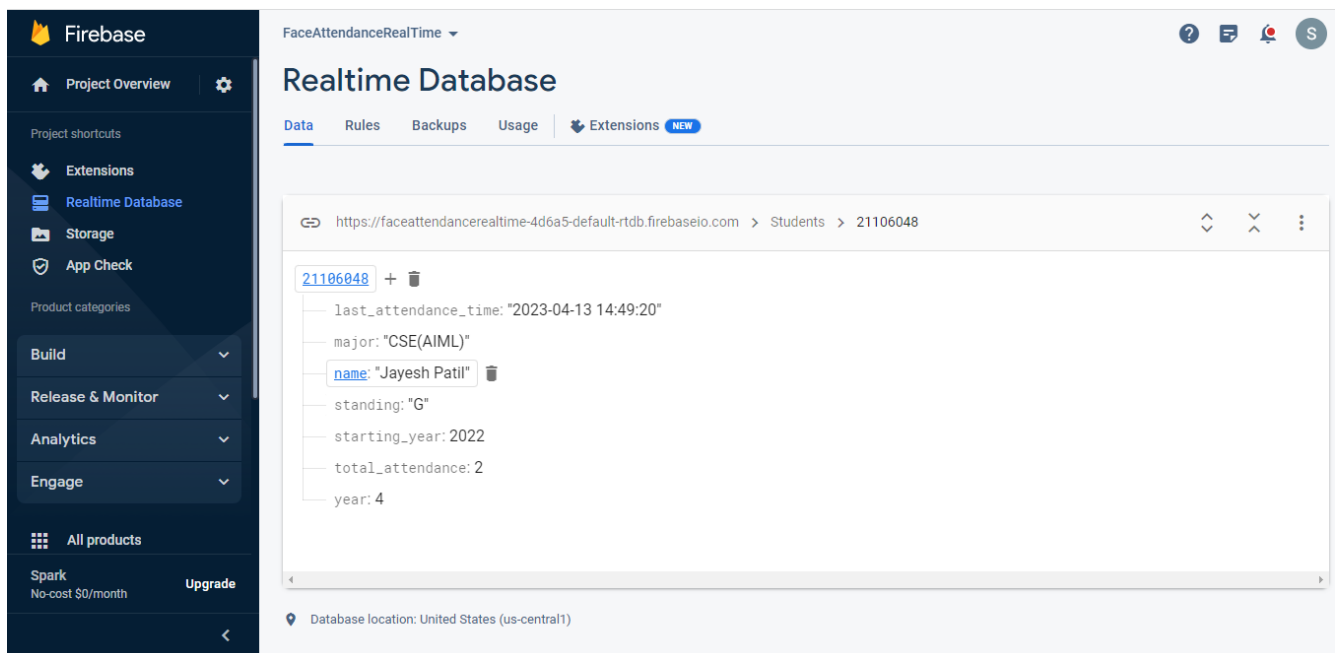 Firebase
Project Overview
Project shortcuts
Extensions
Realtime Database
Storage
App Check
Product categories
Build
Release & Monitor
Analytics
Engage
All products
Spark
No-cost $0/month
Upgrade
FaceAttendanceRealTime
S
Realtime Database
Data Rules Backups Usage Extensions NEW
https://faceattendancerealtime-4d6a5-default-rtdb.firebaseio.com > Students > 21106048
21106048
last_attendance_time: "2023-04-13 14:49:20"
major: "CSE(AIML)"
name: "Jayesh Patil"
standing: "G"
starting_year: 2022
total_attendance: 2
year: 4
Database location: United States (us-central1)